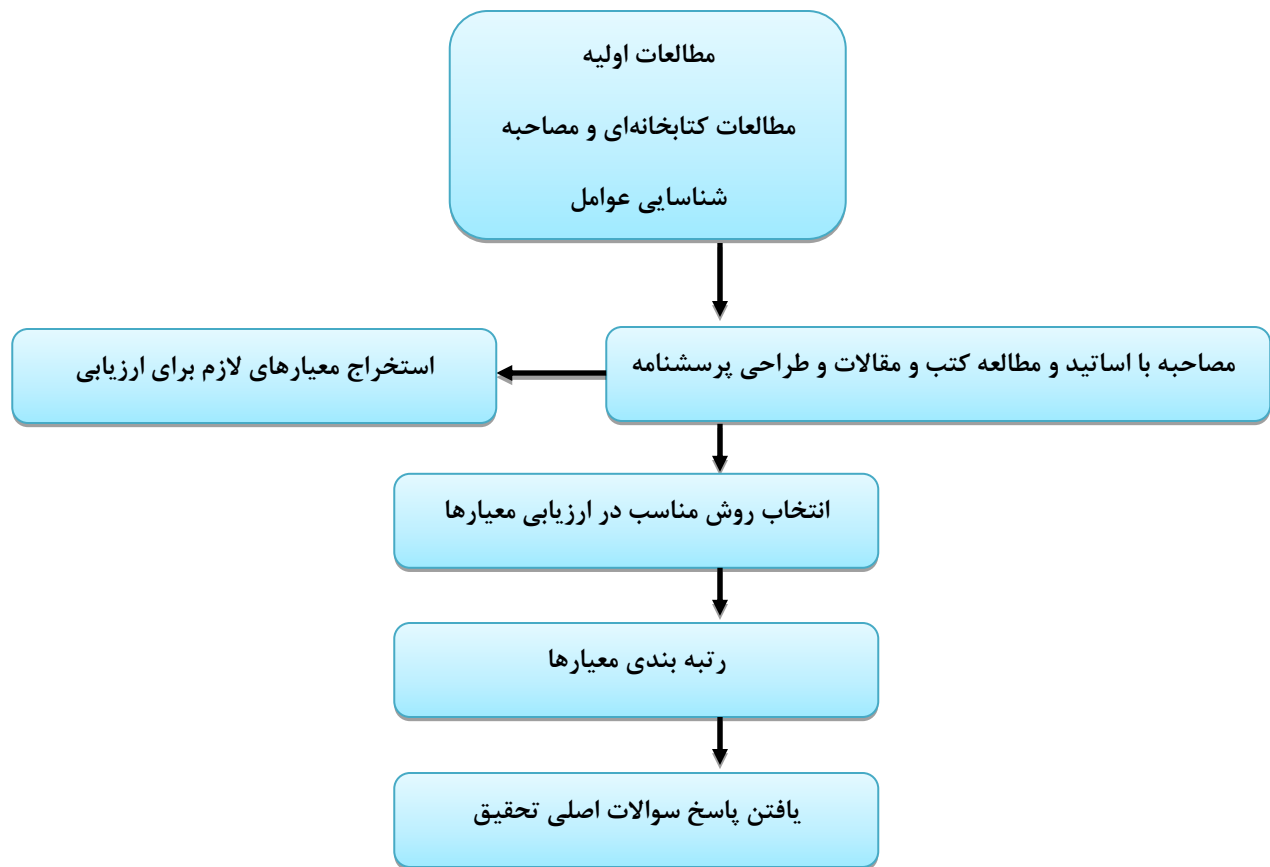 مطالعات اولیه
مطالعات کتابخانه‌ای و مصاحبه
شناسایی عوامل
مصاحبه با اساتید و مطالعه کتب و مقالات و طراحی پرسشنامه
استخراج معیارهای لازم برای ارزیابی
انتخاب روش مناسب در ارزیابی معیارها
رتبه بندی معیارها
یافتن پاسخ سوالات اصلی تحقیق